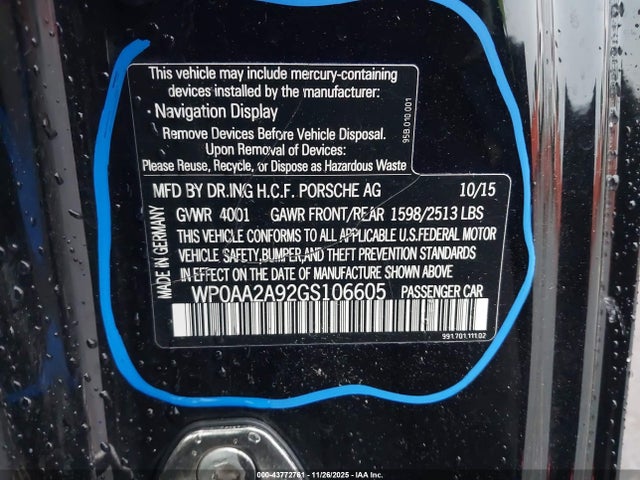 This vehicle may include mercury-containing
devices installed by the manufacturer:
· Navigation Display
Remove Devices Before Vehicle Disposal.
Upon Removal of Devices:
Please Reuse, Recycle, or Dispose as Hazardous Waste
95B.010.001
MFD BY DR.ING H.C.F. PORSCHE AG 10/15
GVWR 4001 GAWR FRONT/REAR 1598/2513 LBS
THIS VEHICLE CONFORMS TO ALL APPLICABLE U.S.FEDERAL MOTOR
VEHICLE SAFETY,BUMPER,AND THEFT PREVENTION STANDARDS
IN EFFECT ON THE DATE OF MANUFACTURE SHOWN ABOVE.
MADE IN GERMANY
WP0AA2A92GS106605 PASSENGER CAR
991.701.111.02
000-43772761 - 11/26/2025 - IAA Inc.